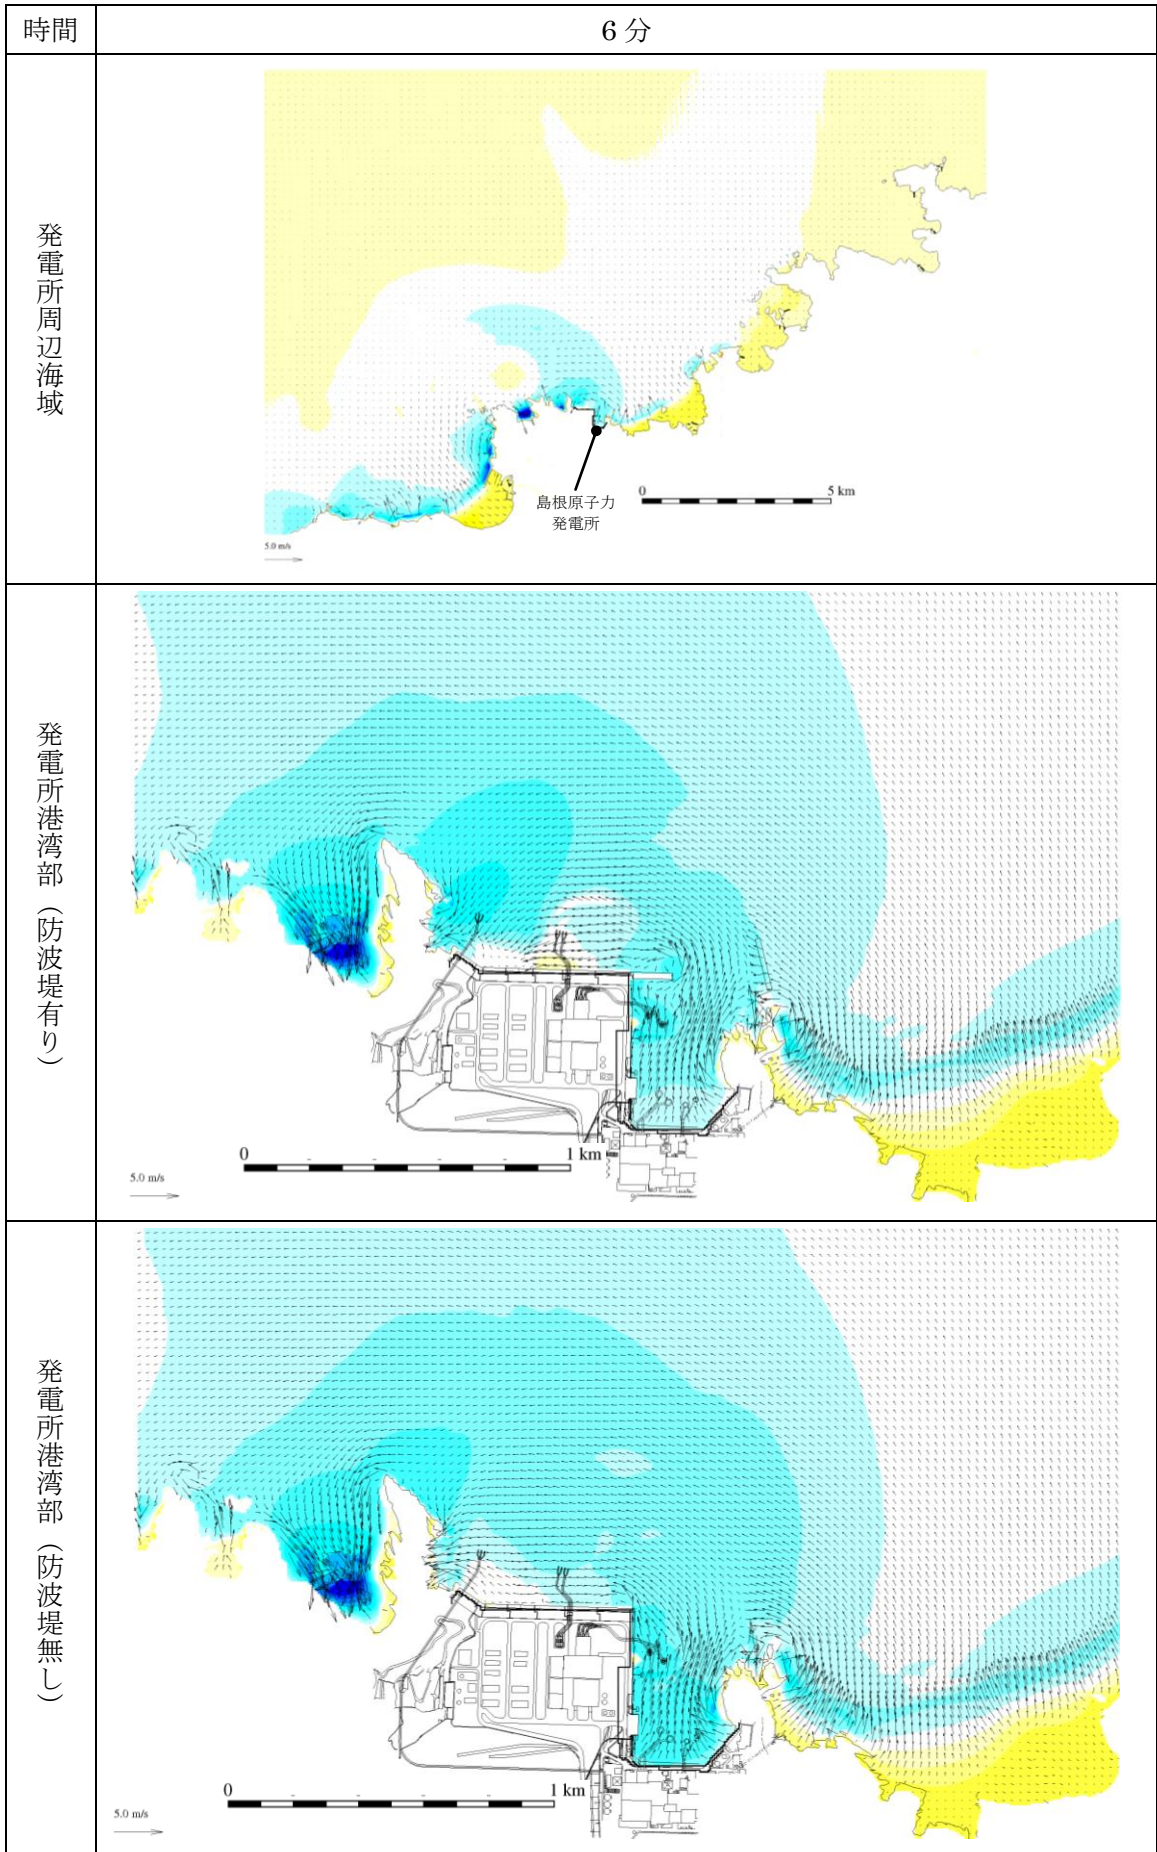 時間
6 分
発電所周辺海域
島根原子力
発電所
0
5 km
5.0 m/s
発電所港湾部（防波堤有り）
0
1 km
5.0 m/s
発電所港湾部（防波堤無し）
0
1 km
5.0 m/s